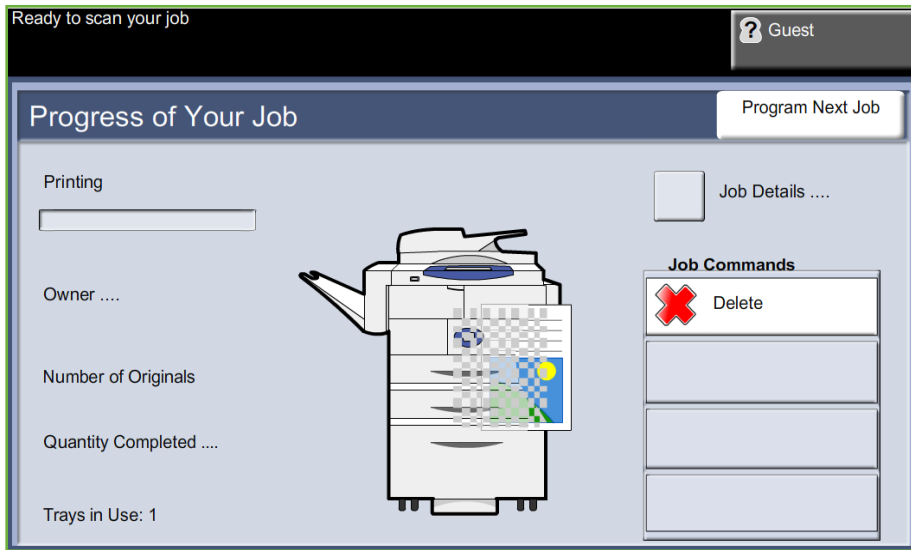 Ready to scan your job
Guest
Progress of Your Job
Program Next Job
Printing
Job Details ....
Job Commands
Owner ....
Delete
Number of Originals
Quantity Completed ....
Trays in Use: 1